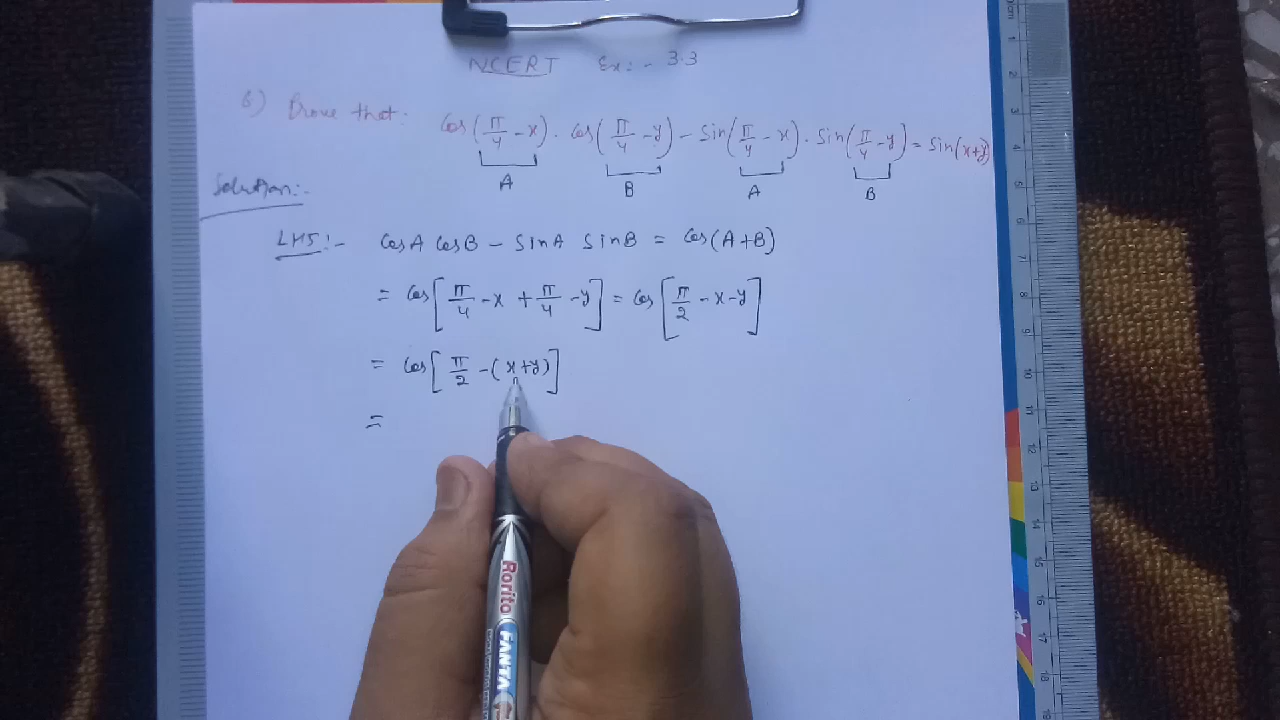 NCERT Ex:- 3.3
6) Prove that: cos(π/4 - x) . cos(π/4 - y) - sin(π/4 - x) . sin(π/4 - y) = sin(x+y)
A B A B
Solution:-
LHS:- cosA cosB - sinA sinB = cos(A+B)
= cos[π/4 - x + π/4 - y] = cos[π/2 - x - y]
= cos[π/2 - (x+y)]
=
Rorito FANTA